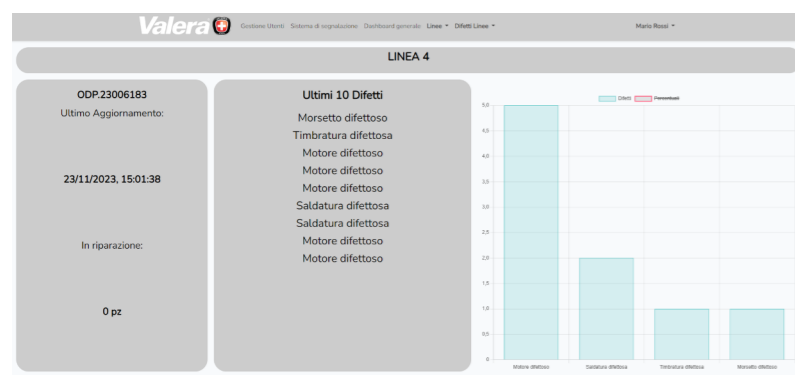 Valera
Gestione Utenti Sistema di segnalazione Dashboard generale Linee Difetti Linee Mario Rossi
LINEA 4
ODP.23006183
Ultimo Aggiornamento:
23/11/2023, 15:01:38
In riparazione:
0 pz
Ultimi 10 Difetti
Morsetto difettoso
Timbratura difettosa
Motore difettoso
Motore difettoso
Motore difettoso
Saldatura difettosa
Saldatura difettosa
Motore difettoso
Motore difettoso
Difetti Percentuali
5,0
4,5
4,0
3,5
3,0
2,5
2,0
1,5
1,0
0,5
0
Motore difettoso Saldatura difettosa Timbratura difettosa Morsetto difettoso